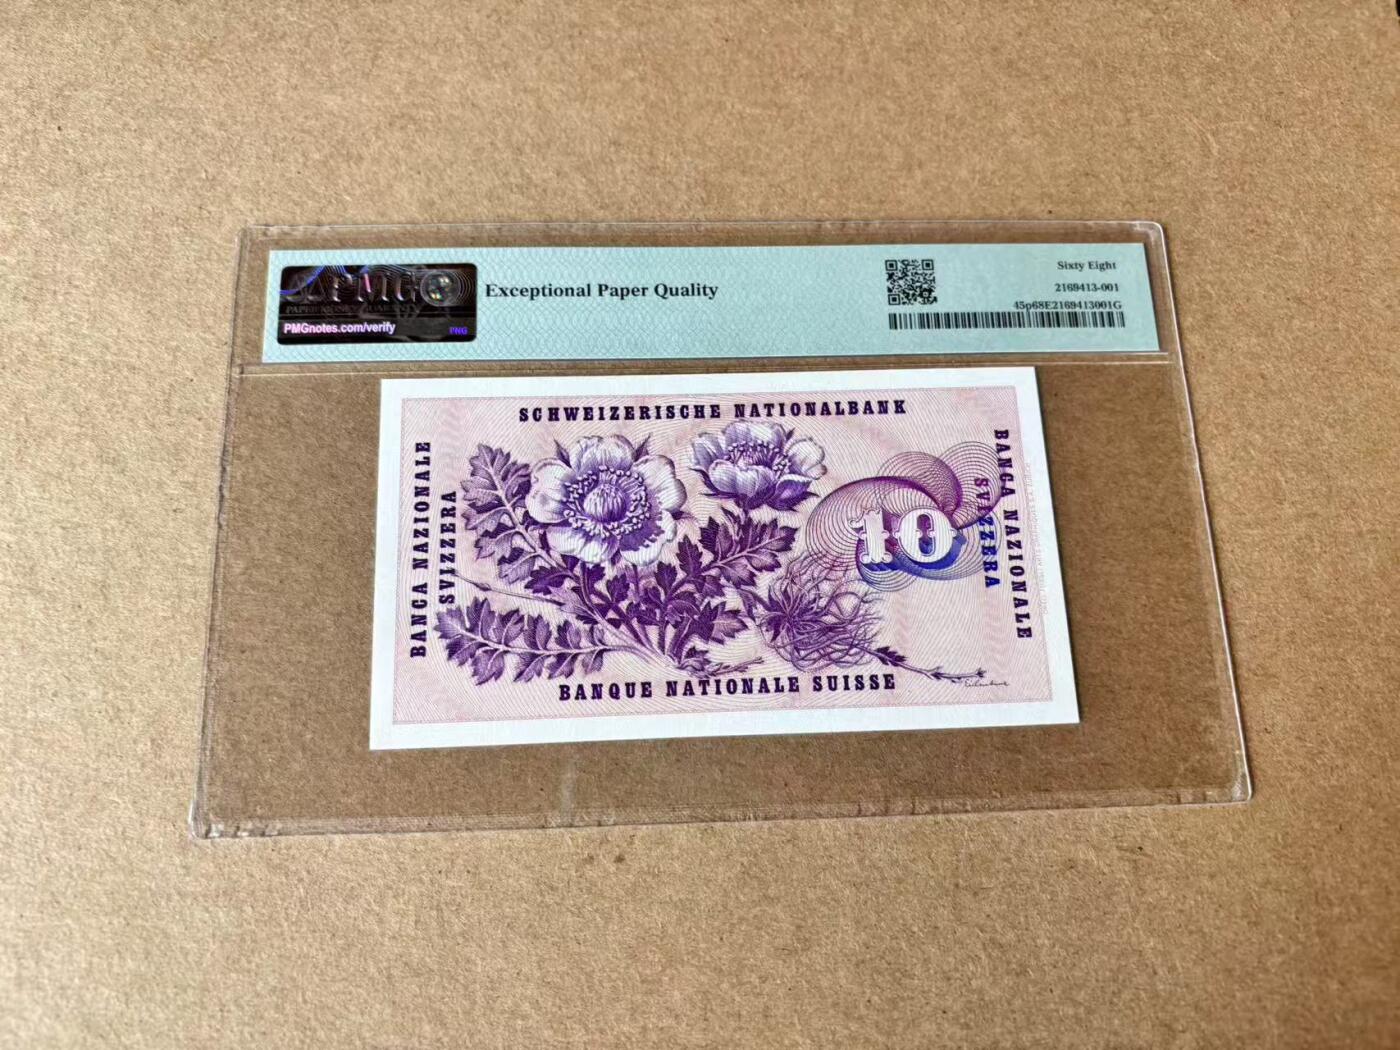 PMG
PMGnotes.com/verify
PNG
Exceptional Paper Quality
Sixty Eight
2169413-001
45p68E2169413001G
SCHWEIZERISCHE NATIONALBANK
BANCA NAZIONALE
SVIZZERA
10
BANCA NAZIONALE
SVIZZERA
BANQUE NATIONALE SUISSE